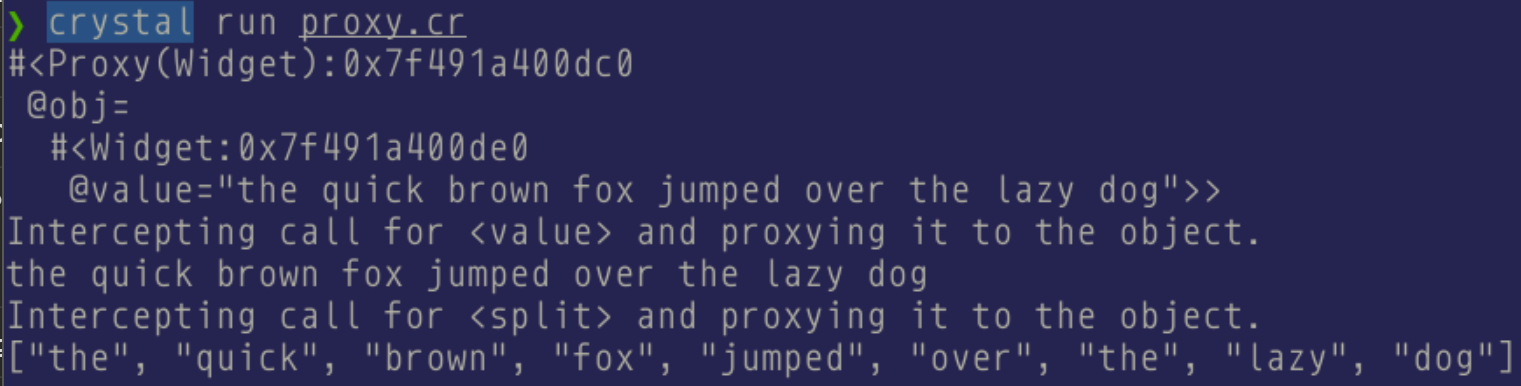 ❯ crystal run proxy.cr
#<Proxy(Widget):0x7f491a400dc0
 @obj=
  #<Widget:0x7f491a400de0
   @value="the quick brown fox jumped over the lazy dog">>
Intercepting call for <value> and proxying it to the object.
the quick brown fox jumped over the lazy dog
Intercepting call for <split> and proxying it to the object.
["the", "quick", "brown", "fox", "jumped", "over", "the", "lazy", "dog"]